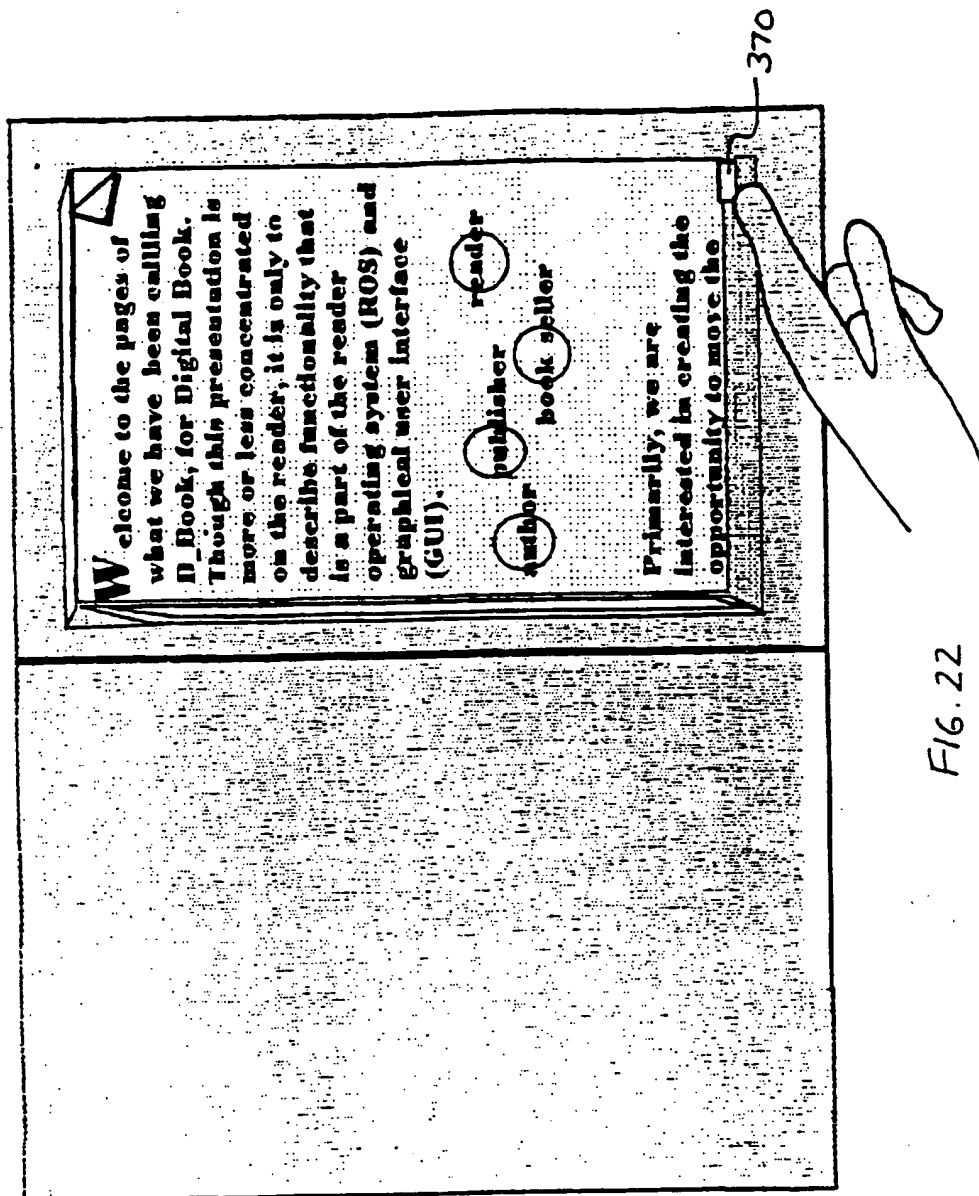 Welcome to the pages of
what we have been callling
D_Book, for Digital Book.
Though this presentation is
more or less concentrated
on the reader, it is only to
describe functionality that
is a part of the reader
operating system (ROS) and
graphical user interface
(GUI).
author
publisher
book seller
reader
Primarily, we are
interested in creating the
opportunity to move the
370
FIG. 22